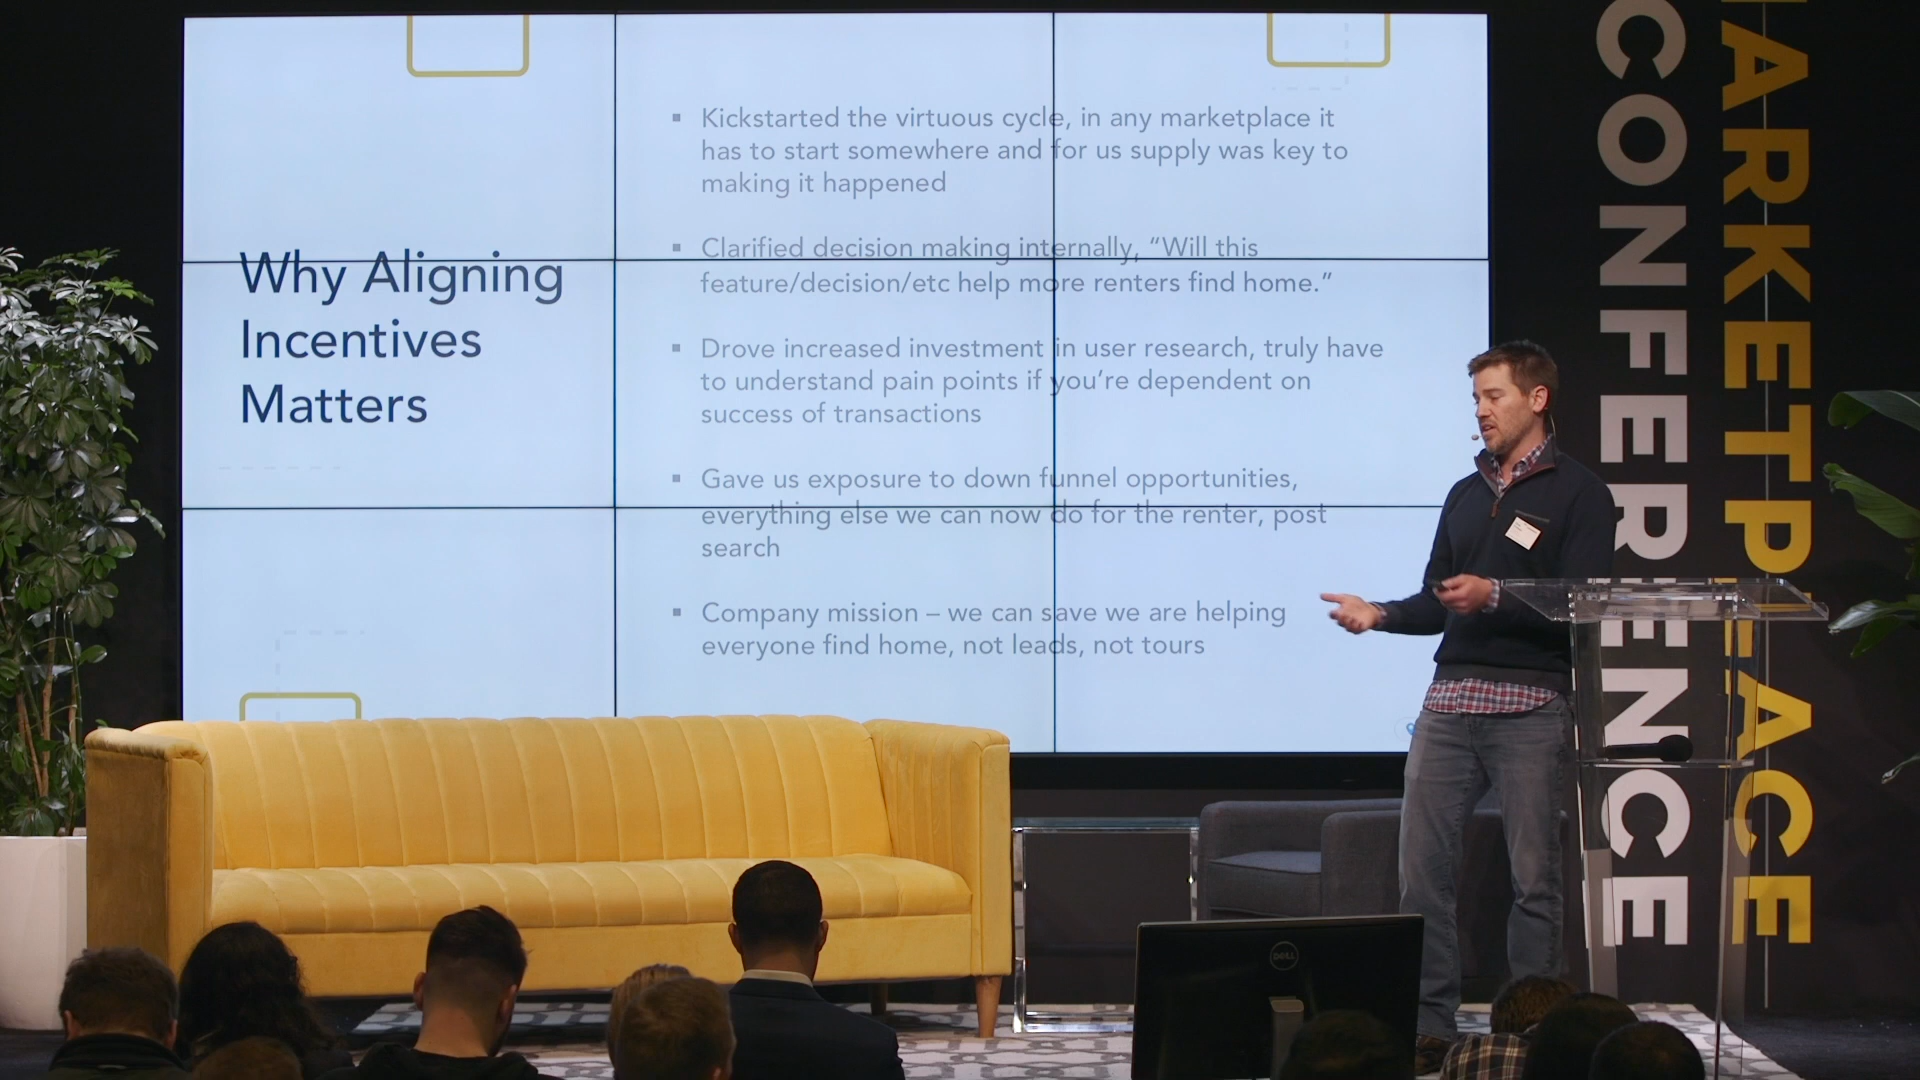 Why Aligning
Incentives
Matters
Kickstarted the virtuous cycle, in any marketplace it
has to start somewhere and for us supply was key to
making it happened
Clarified decision making internally, “Will this
feature/decision/etc help more renters find home.”
Drove increased investment in user research, truly have
to understand pain points if you’re dependent on
success of transactions
Gave us exposure to down funnel opportunities,
everything else we can now do for the renter, post
search
Company mission – we can save we are helping
everyone find home, not leads, not tours
MARKETPLACE
CONFERENCE
DELL